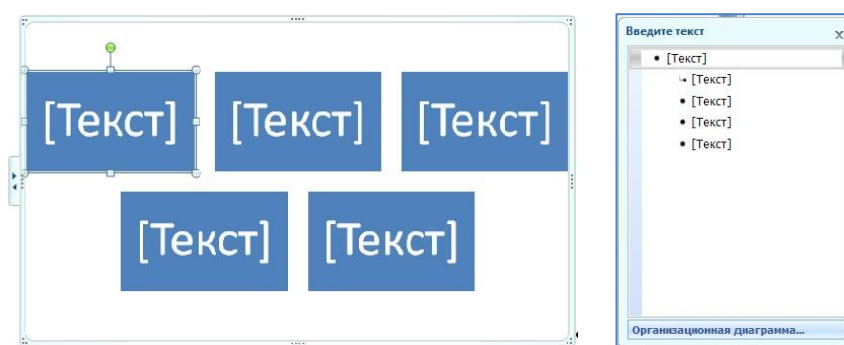 [Текст] [Текст] [Текст]
[Текст] [Текст]
Введите текст
[Текст]
[Текст]
[Текст]
[Текст]
[Текст]
Организационная диаграмма...